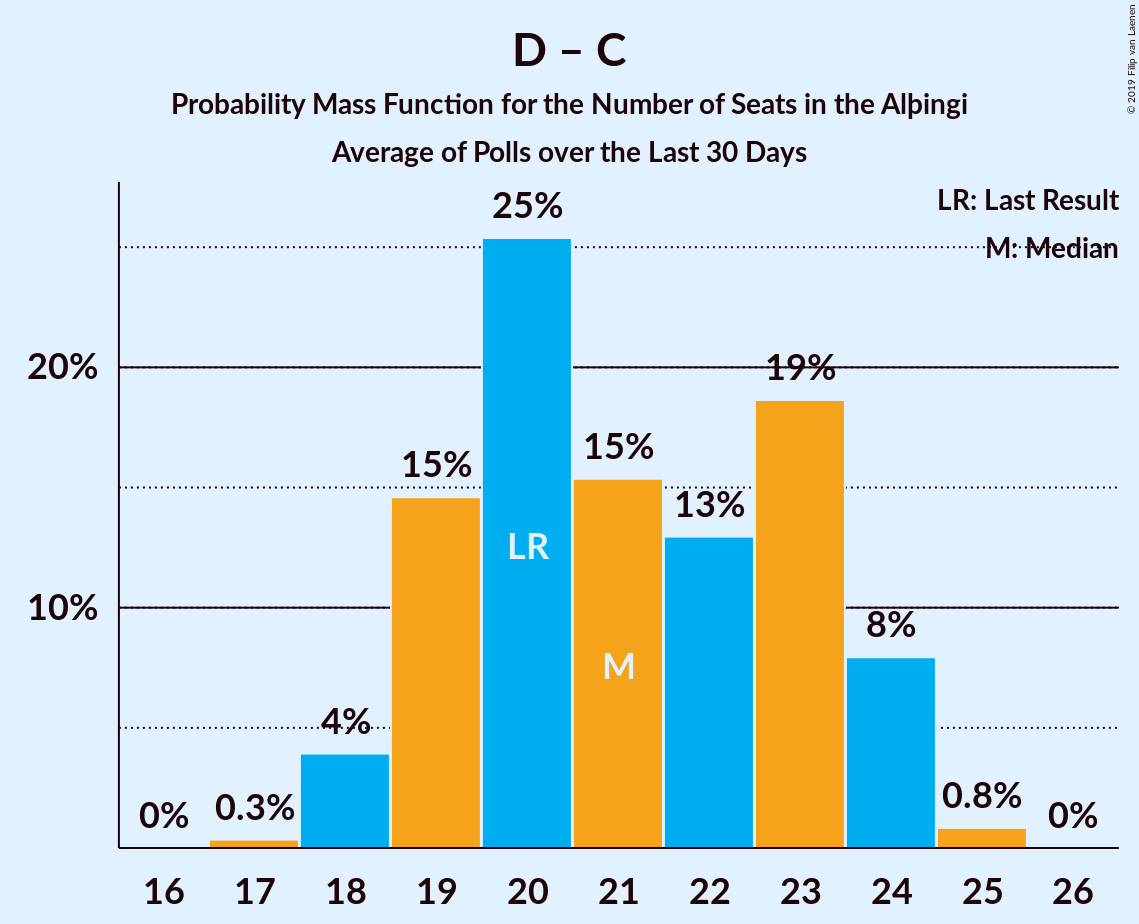 D – C
Probability Mass Function for the Number of Seats in the Alþingi
Average of Polls over the Last 30 Days
© 2019 Filip van Laenen
LR: Last Result
M: Median
20%
10%
0%
0.3%
4%
15%
25%
15%
13%
19%
8%
0.8%
0%
LR
M
16 17 18 19 20 21 22 23 24 25 26